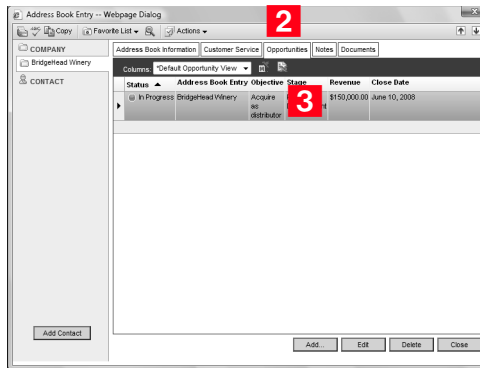 Address Book Entry -- Webpage Dialog
Copy Favorite List Actions
2
COMPANY
BridgeHead Winery
CONTACT
Address Book Information Customer Service Opportunities Notes Documents
Columns: *Default Opportunity View
Status Address Book Entry Objective Stage Revenue Close Date
In Progress BridgeHead Winery Acquire as distributor $150,000.00 June 10, 2008
3
Add Contact
Add... Edit Delete Close